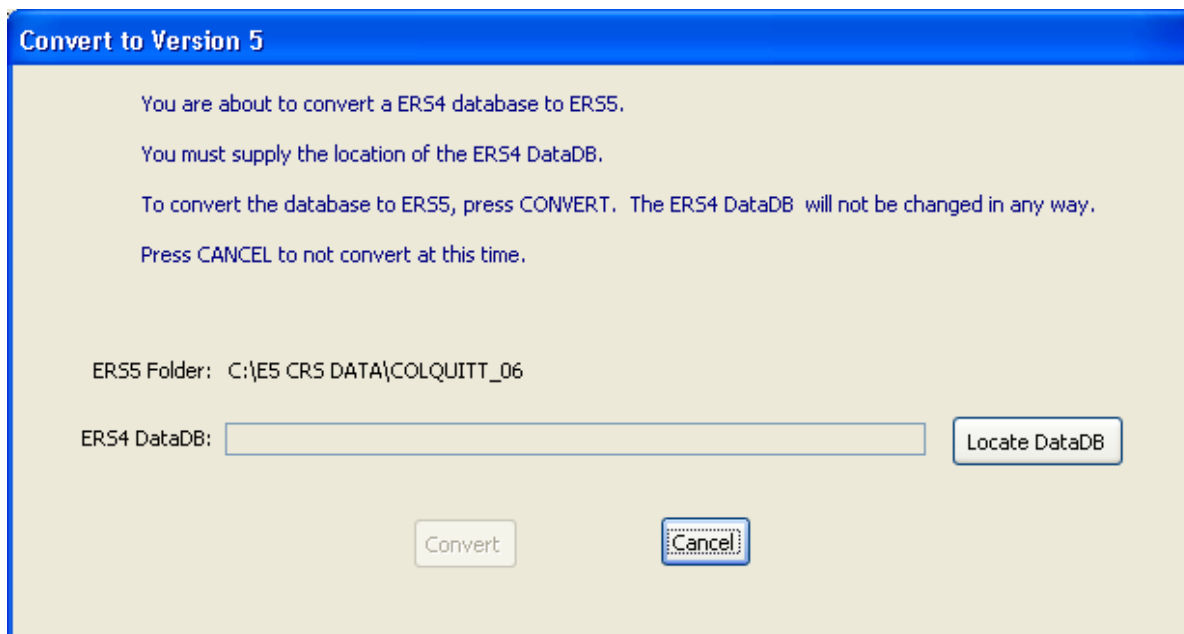 Convert to Version 5
You are about to convert a ERS4 database to ERS5.
You must supply the location of the ERS4 DataDB.
To convert the database to ERS5, press CONVERT.  The ERS4 DataDB  will not be changed in any way.
Press CANCEL to not convert at this time.
ERS5 Folder: C:\E5 CRS DATA\COLQUITT_06
ERS4 DataDB: Locate DataDB
Convert Cancel